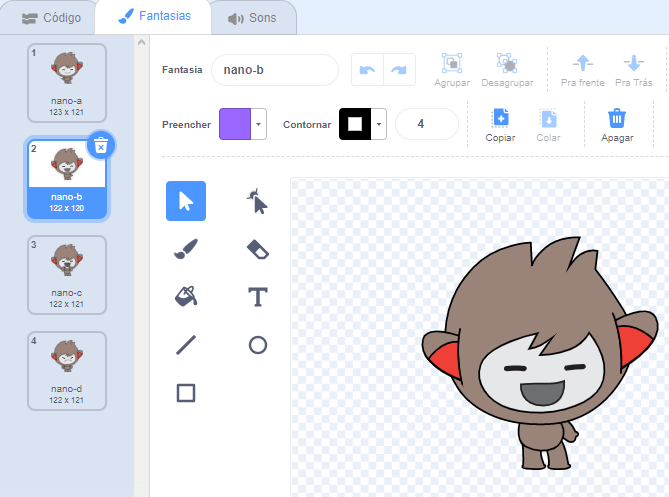 Código
Fantasias
Sons
1
nano-a
123 x 121
2
nano-b
122 x 120
3
nano-c
122 x 121
4
nano-d
122 x 121
Fantasia
nano-b
Agrupar
Desagrupar
Pra frente
Pra Trás
Preencher
Contornar
4
Copiar
Colar
Apagar
T